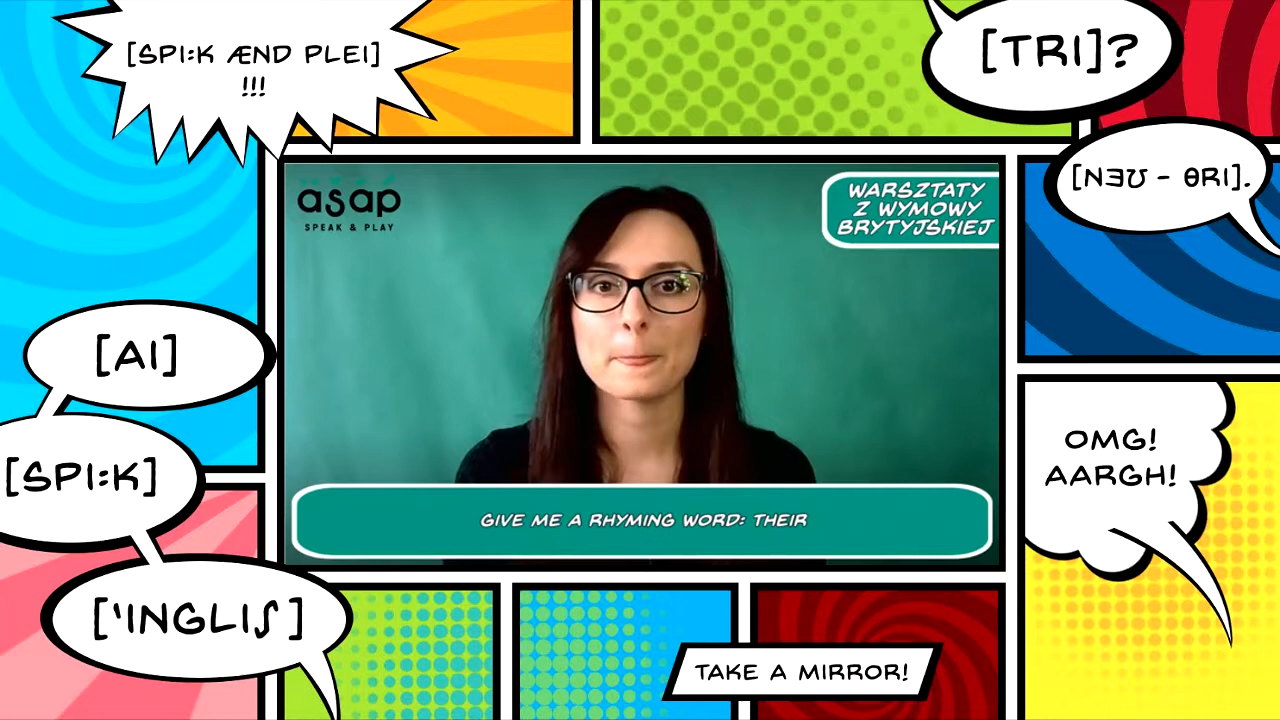 [SPI:K ÆND PLEI]
!!!
[TRI]?
[NƎƱ - θRI].
asap
SPEAK & PLAY
WARSZTATY
Z WYMOWY
BRYTYJSKIEJ
[AI]
[SPI:K]
['INGLIʃ]
OMG!
AARGH!
GIVE ME A RHYMING WORD: THEIR
TAKE A MIRROR!